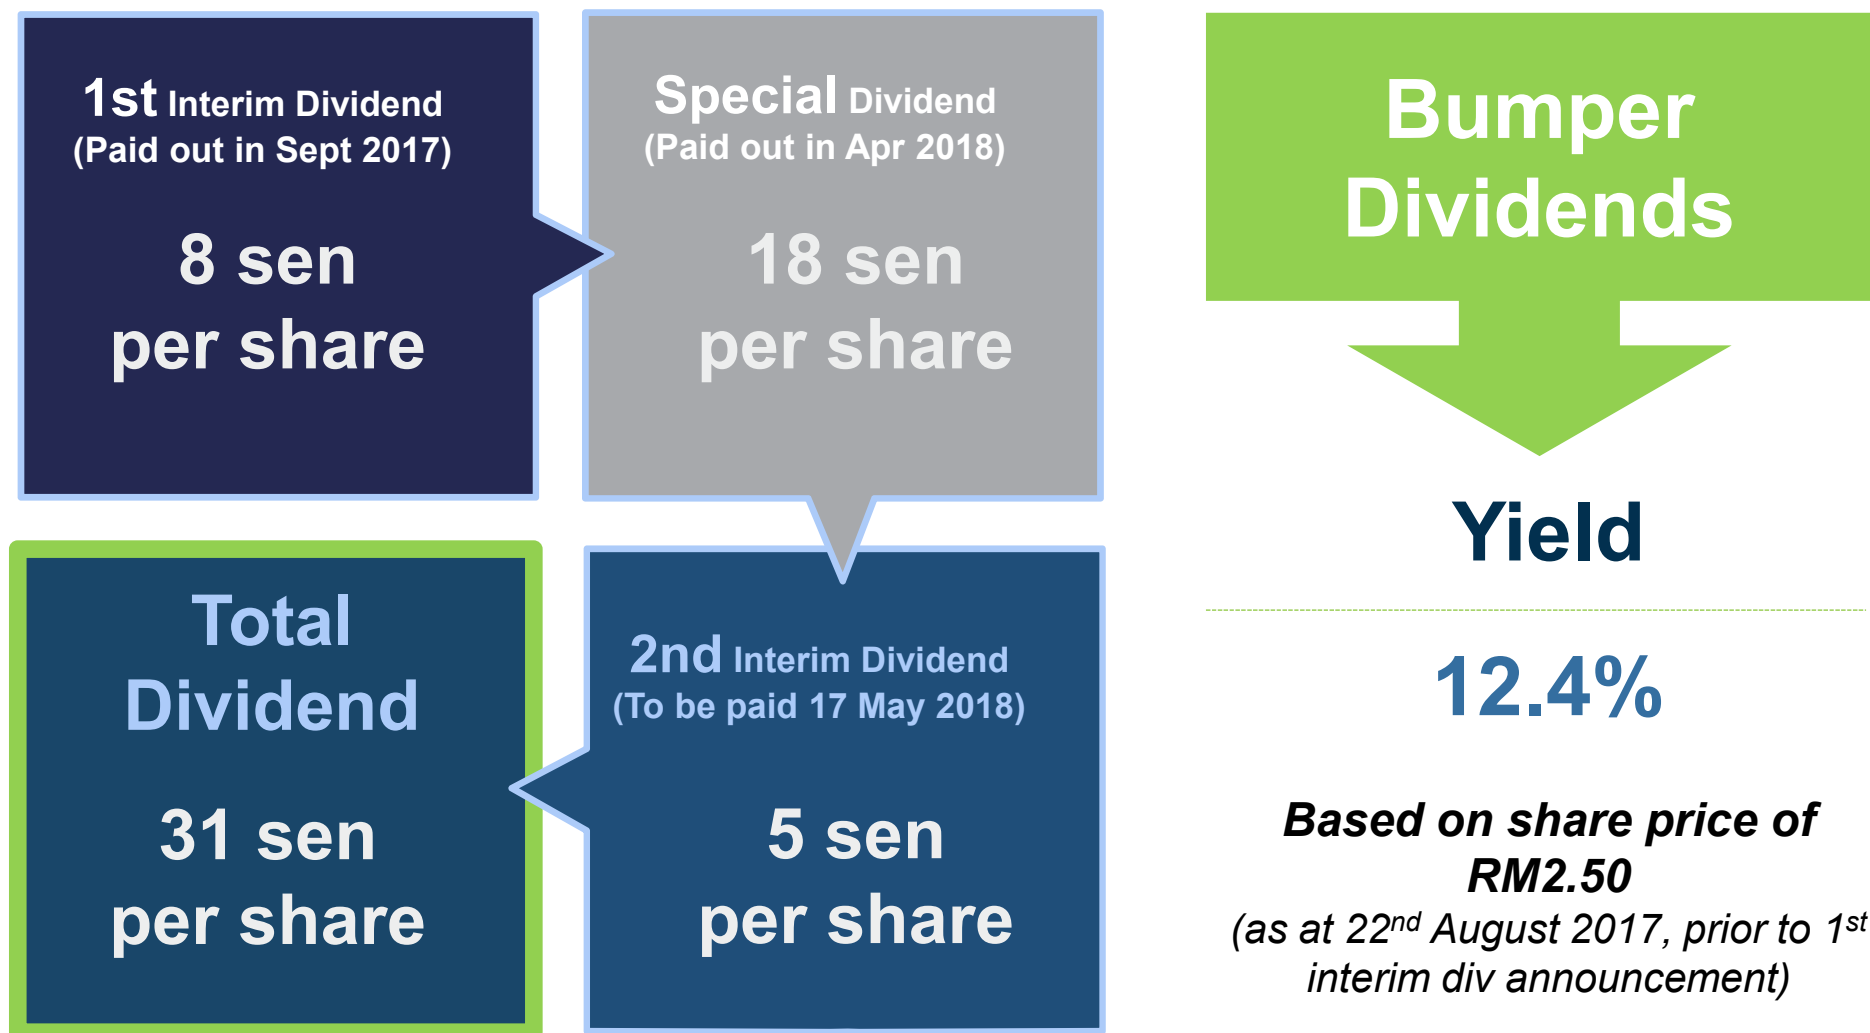 1st Interim Dividend
(Paid out in Sept 2017)
8 sen
per share
Special Dividend
(Paid out in Apr 2018)
18 sen
per share
2nd Interim Dividend
(To be paid 17 May 2018)
5 sen
per share
Total
Dividend
31 sen
per share
Bumper
Dividends
Yield
12.4%
Based on share price of
RM2.50
(as at 22nd August 2017, prior to 1st
interim div announcement)